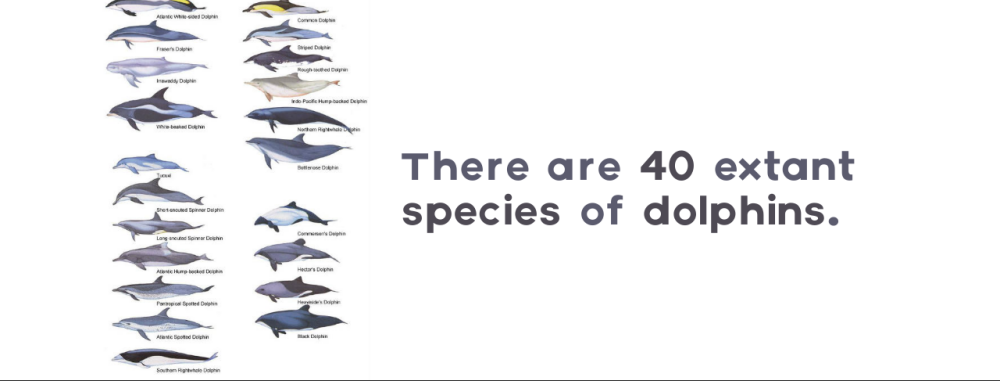 Atlantic White-sided Dolphin
Fraser's Dolphin
Irrawaddy Dolphin
White-beaked Dolphin
Tucuxi
Short-snouted Spinner Dolphin
Long-snouted Spinner Dolphin
Atlantic Hump-backed Dolphin
Pantropical Spotted Dolphin
Atlantic Spotted Dolphin
Southern Rightwhale Dolphin
Common Dolphin
Striped Dolphin
Rough-toothed Dolphin
Indo-Pacific Hump-backed Dolphin
Northern Rightwhale Dolphin
Bottlenose Dolphin
Commerson's Dolphin
Hector's Dolphin
Heaviside's Dolphin
Black Dolphin
There are 40 extant
species of dolphins.